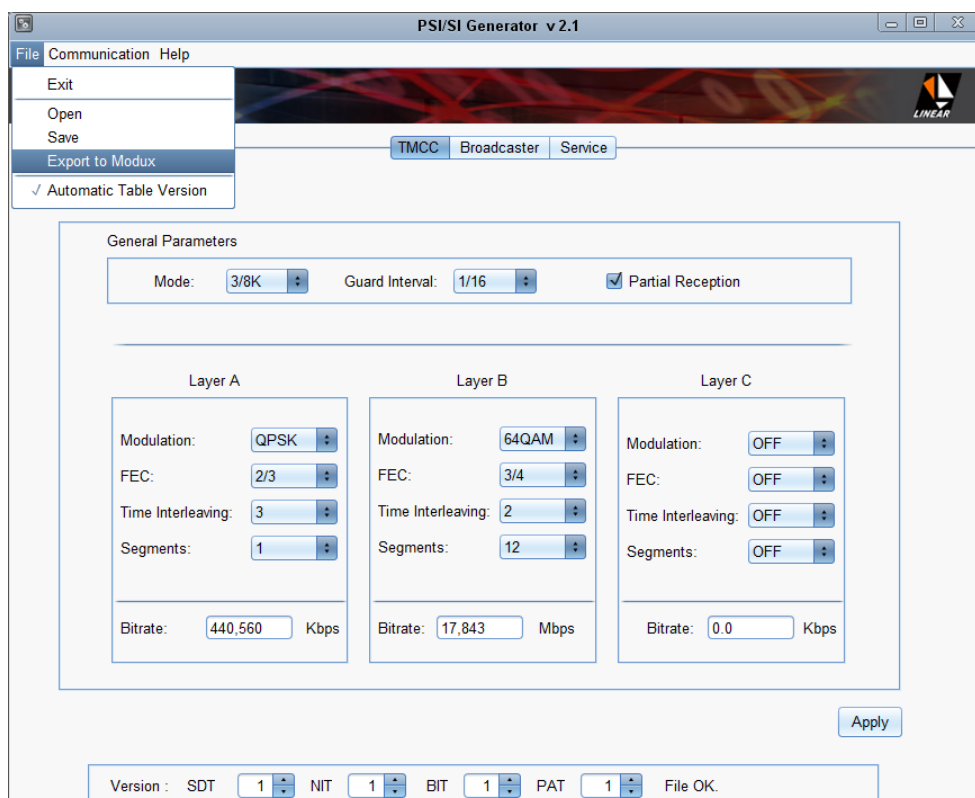 PSI/SI Generator v 2.1
File Communication Help
Exit
Open
Save
Export to Modux
✓ Automatic Table Version
LINEAR
TMCC Broadcaster Service
General Parameters
Mode: 3/8K Guard Interval: 1/16 Partial Reception
Layer A
Modulation: QPSK
FEC: 2/3
Time Interleaving: 3
Segments: 1
Bitrate: 440,560 Kbps
Layer B
Modulation: 64QAM
FEC: 3/4
Time Interleaving: 2
Segments: 12
Bitrate: 17,843 Mbps
Layer C
Modulation: OFF
FEC: OFF
Time Interleaving: OFF
Segments: OFF
Bitrate: 0.0 Kbps
Apply
Version : SDT 1 NIT 1 BIT 1 PAT 1 File OK.